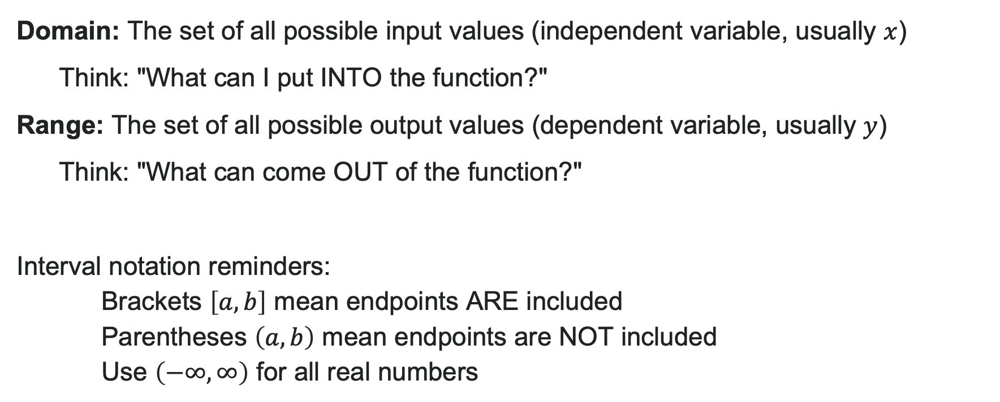 Domain: The set of all possible input values (independent variable, usually x)
Think: "What can I put INTO the function?"
Range: The set of all possible output values (dependent variable, usually y)
Think: "What can come OUT of the function?"
Interval notation reminders:
Brackets [a, b] mean endpoints ARE included
Parentheses (a, b) mean endpoints are NOT included
Use (−∞, ∞) for all real numbers